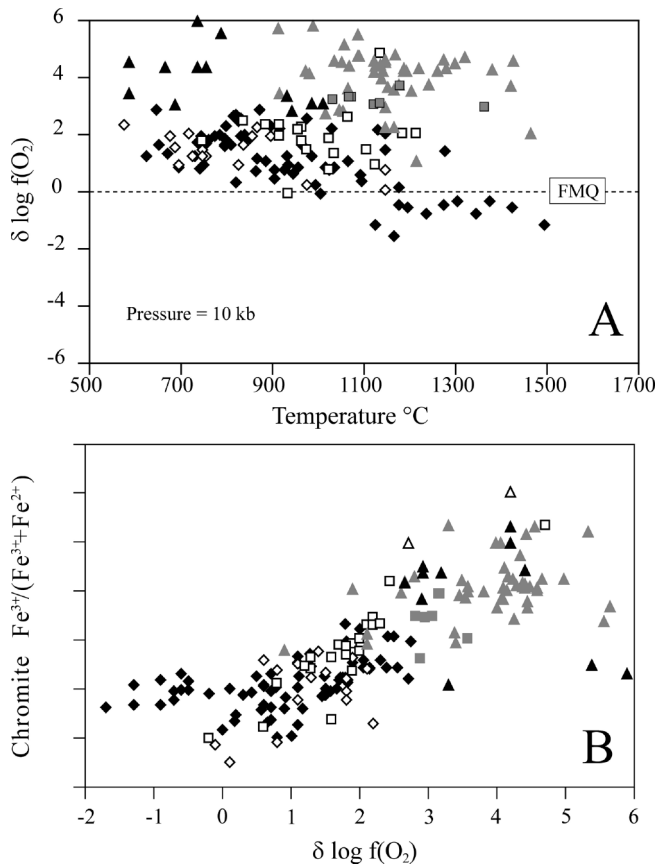 6
4
2
0
-2
-4
-6
δ log f(O₂)
FMQ
Pressure = 10 kb
A
500 700 900 1100 1300 1500 1700
Temperature °C
Chromite Fe³⁺/(Fe³⁺+Fe²⁺)
B
-2 -1 0 1 2 3 4 5 6
δ log f(O₂)